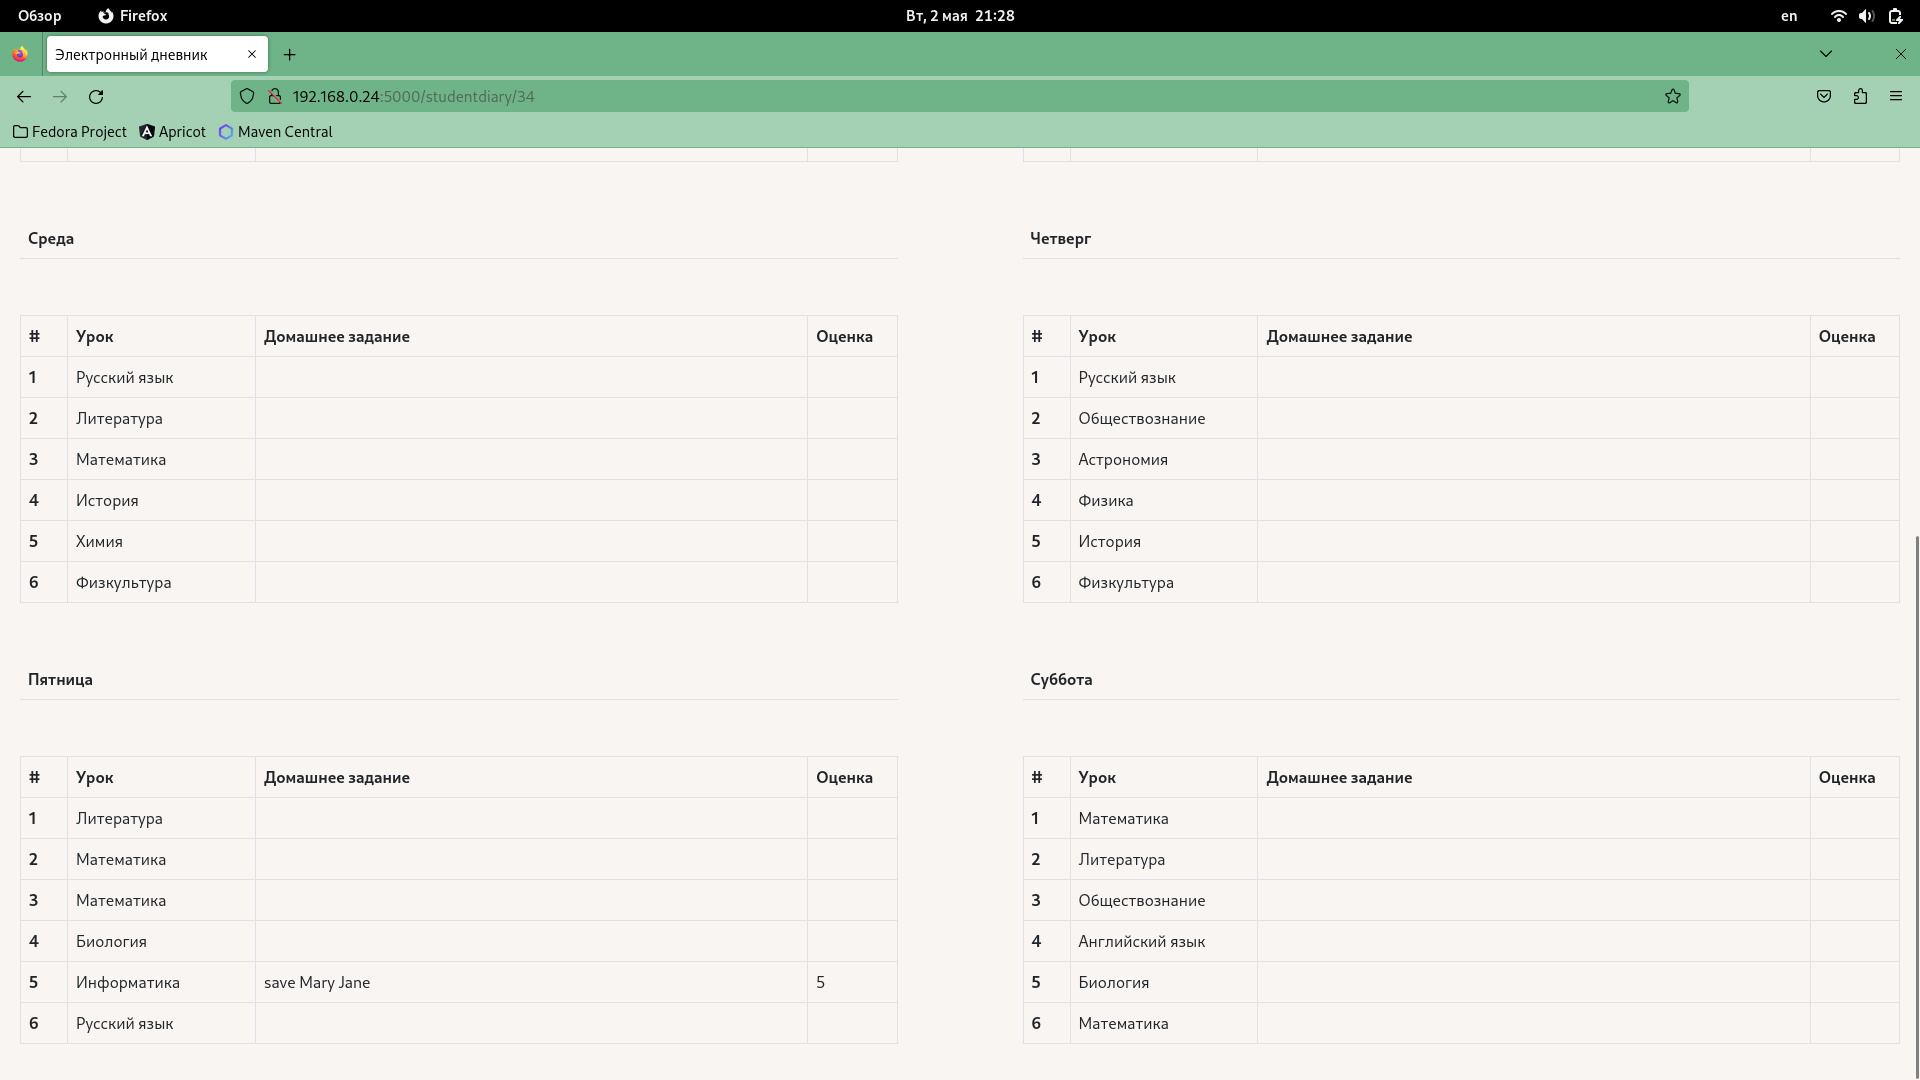 Обзор Firefox Вт, 2 мая 21:28 en
Электронный дневник
192.168.0.24:5000/studentdiary/34
Fedora Project Apricot Maven Central
Среда
# Урок Домашнее задание Оценка
1 Русский язык
2 Литература
3 Математика
4 История
5 Химия
6 Физкультура
Четверг
# Урок Домашнее задание Оценка
1 Русский язык
2 Обществознание
3 Астрономия
4 Физика
5 История
6 Физкультура
Пятница
# Урок Домашнее задание Оценка
1 Литература
2 Математика
3 Математика
4 Биология
5 Информатика save Mary Jane 5
6 Русский язык
Суббота
# Урок Домашнее задание Оценка
1 Математика
2 Литература
3 Обществознание
4 Английский язык
5 Биология
6 Математика